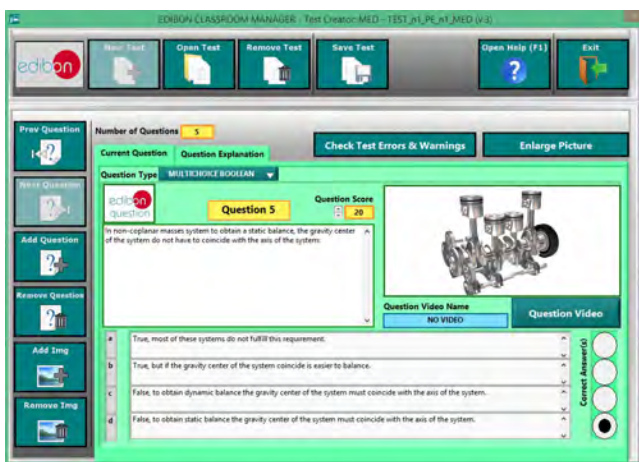 EDIBON CLASSROOM MANAGER - Test Creator: MED - TEST_n1_PE_n1_MED (v.3)
edibon
New Test
Open Test
Remove Test
Save Test
Open Help (F1)
Exit
Prev Question
Next Question
Add Question
Remove Question
Add Img
Remove Img
Number of Questions 5
Check Test Errors & Warnings
Enlarge Picture
Current Question
Question Explanation
Question Type MULTICHOICE BOOLEAN
edibon
question
Question 5
Question Score
20
In non-coplanar masses system to obtain a static balance, the gravity center
of the system do not have to coincide with the axis of the system:
Question Video Name
NO VIDEO
Question Video
a True, most of these systems do not fulfill this requirement.
b True, but if the gravity center of the system coincide is easier to balance.
c False, to obtain dynamic balance the gravity center of the system must coincide with the axis of the system.
d False, to obtain static balance the gravity center of the system must coincide with the axis of the system.
Correct Answer(s)